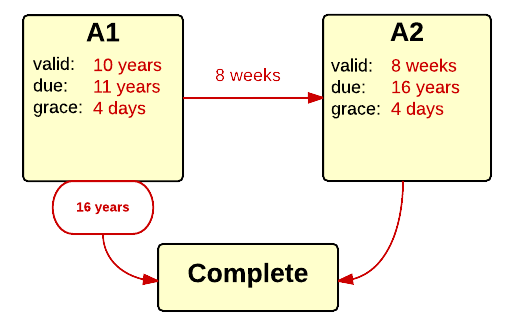 A1
valid: 10 years
due: 11 years
grace: 4 days
8 weeks
A2
valid: 8 weeks
due: 16 years
grace: 4 days
16 years
Complete